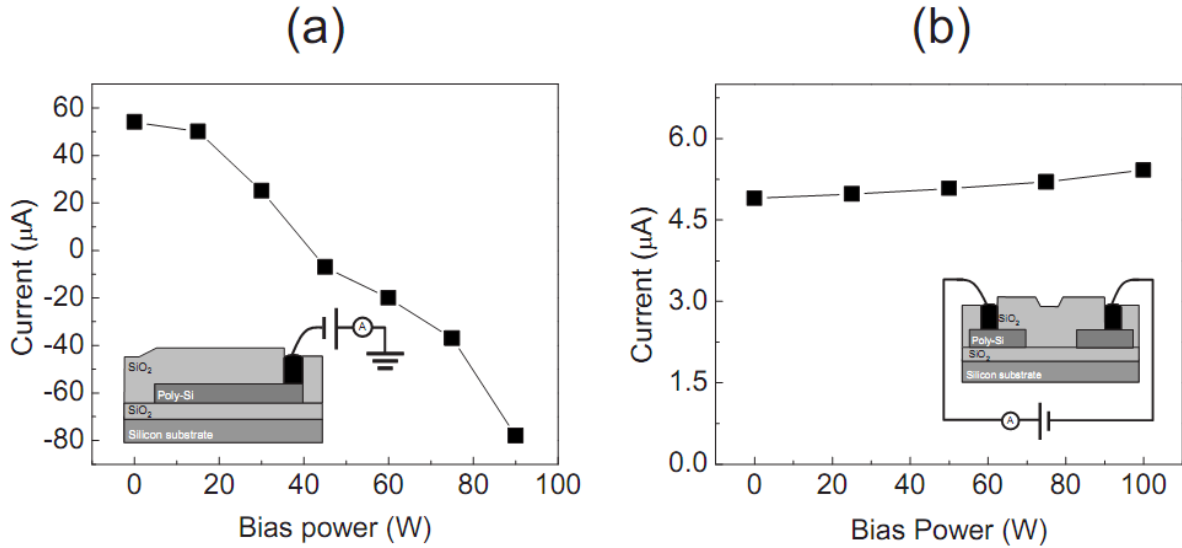 (a)
Current (μA)
60
40
20
0
-20
-40
-60
-80
SiO2
Poly-Si
SiO2
Silicon substrate
A
0 20 40 60 80 100
Bias power (W)
(b)
Current (μA)
6.0
4.5
3.0
1.5
0.0
SiO2
Poly-Si
SiO2
Silicon substrate
A
0 20 40 60 80 100
Bias Power (W)